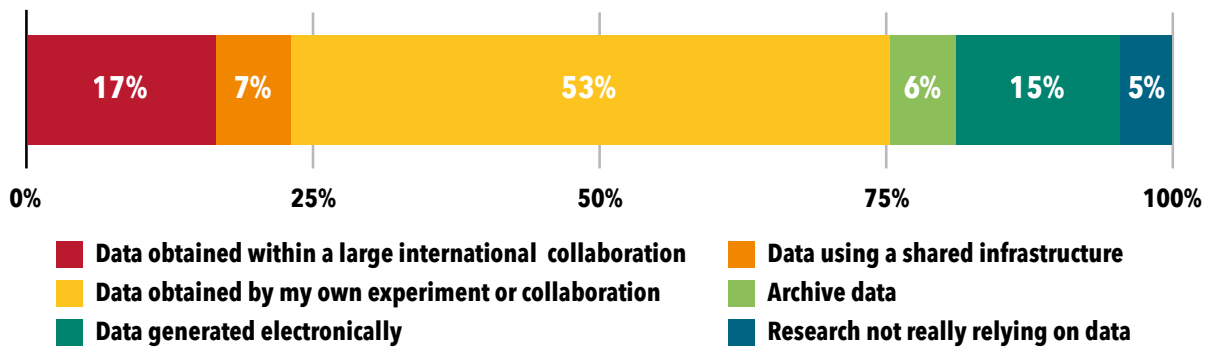 17% 7% 53% 6% 15% 5%
0% 25% 50% 75% 100%
Data obtained within a large international collaboration
Data using a shared infrastructure
Data obtained by my own experiment or collaboration
Archive data
Data generated electronically
Research not really relying on data